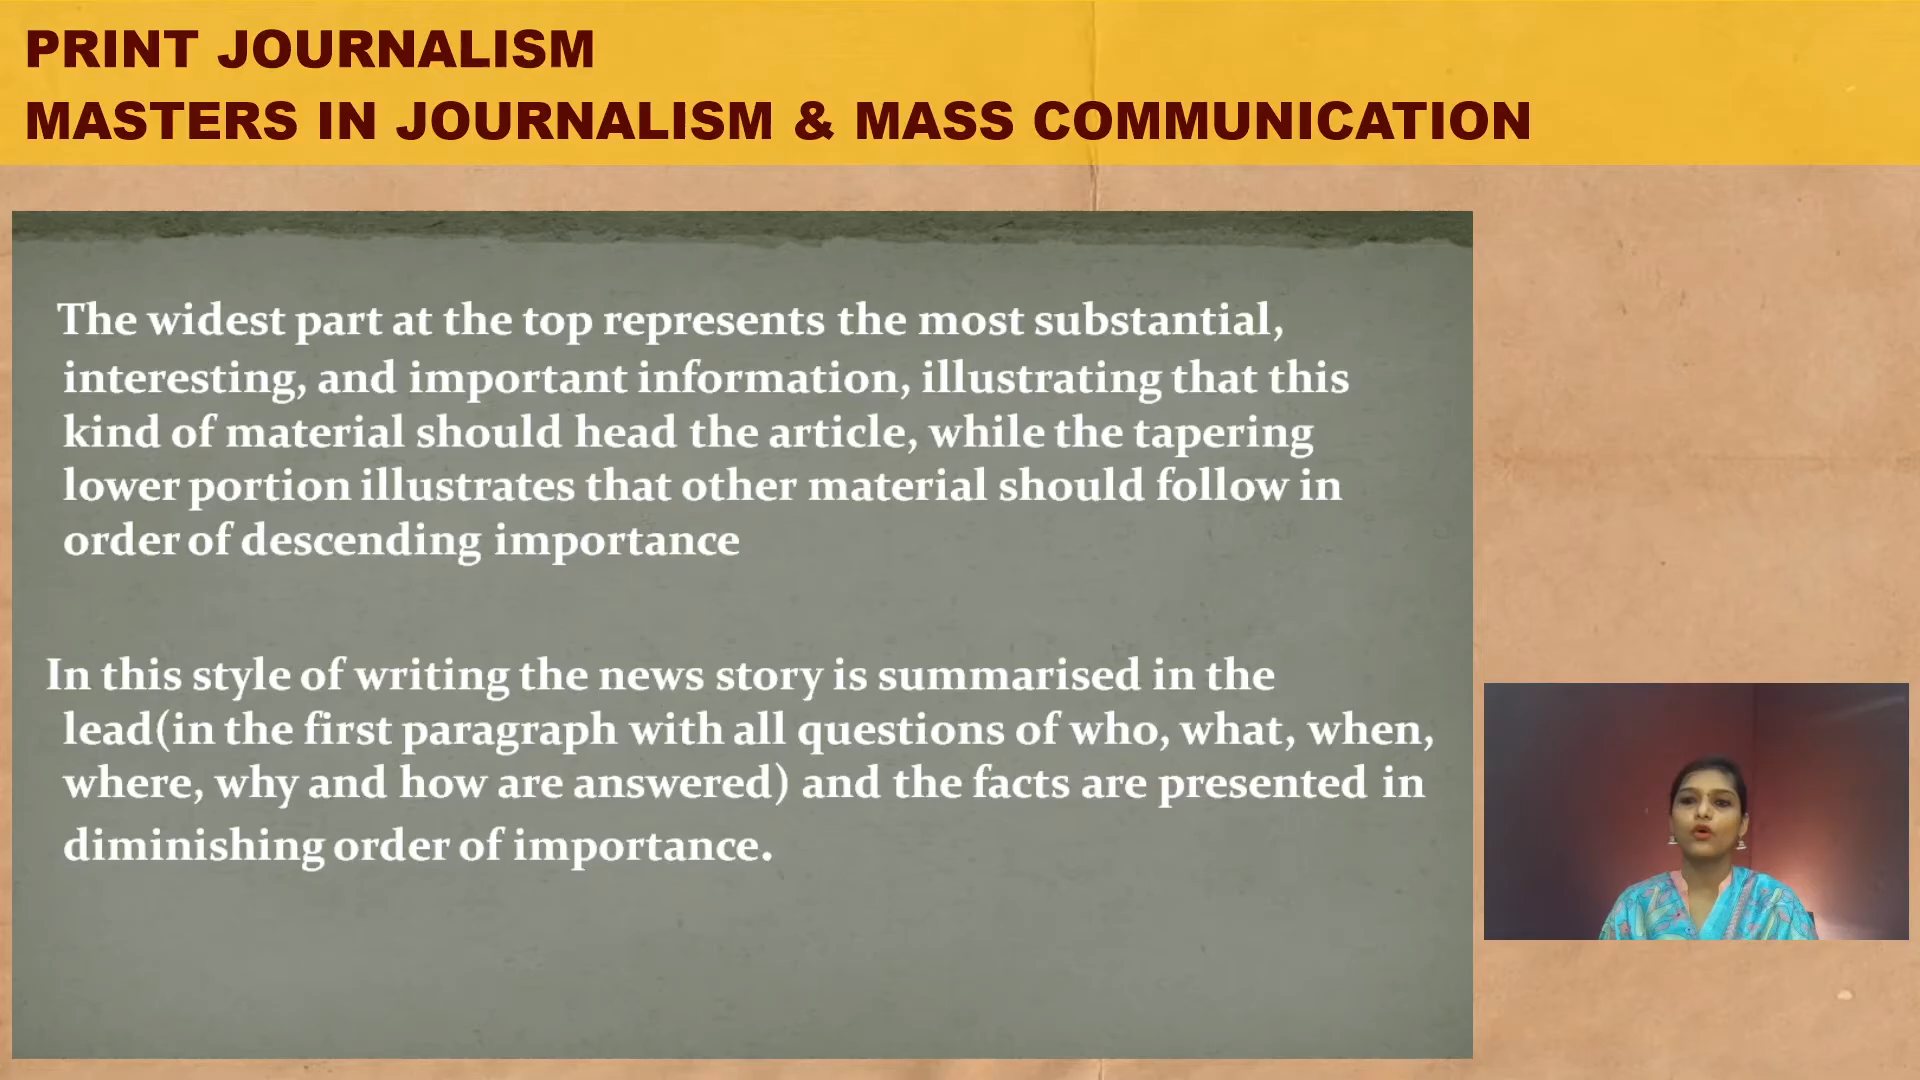 PRINT JOURNALISM
MASTERS IN JOURNALISM & MASS COMMUNICATION
The widest part at the top represents the most substantial,
interesting, and important information, illustrating that this
kind of material should head the article, while the tapering
lower portion illustrates that other material should follow in
order of descending importance
In this style of writing the news story is summarised in the
lead(in the first paragraph with all questions of who, what, when,
where, why and how are answered) and the facts are presented in
diminishing order of importance.